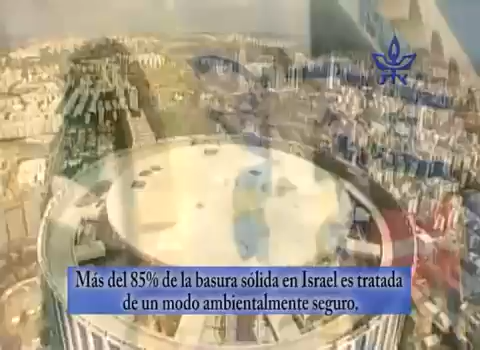 Más del 85% de la basura sólida en Israel es tratada
de un modo ambientalmente seguro,